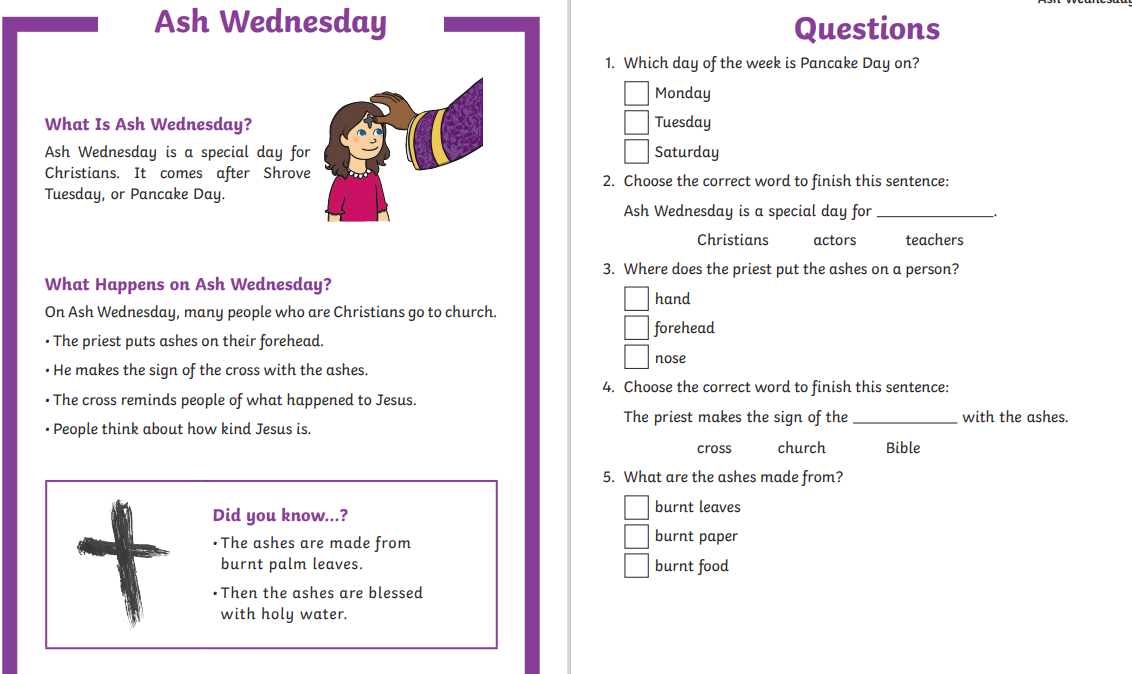 Ash Wednesday
What Is Ash Wednesday?
Ash Wednesday is a special day for
Christians. It comes after Shrove
Tuesday, or Pancake Day.
What Happens on Ash Wednesday?
On Ash Wednesday, many people who are Christians go to church.
• The priest puts ashes on their forehead.
• He makes the sign of the cross with the ashes.
• The cross reminds people of what happened to Jesus.
• People think about how kind Jesus is.
Did you know...?
• The ashes are made from
burnt palm leaves.
• Then the ashes are blessed
with holy water.
Ash Wednesday
Questions
1. Which day of the week is Pancake Day on?
Monday
Tuesday
Saturday
2. Choose the correct word to finish this sentence:
Ash Wednesday is a special day for ______________.
Christians actors teachers
3. Where does the priest put the ashes on a person?
hand
forehead
nose
4. Choose the correct word to finish this sentence:
The priest makes the sign of the ____________ with the ashes.
cross church Bible
5. What are the ashes made from?
burnt leaves
burnt paper
burnt food